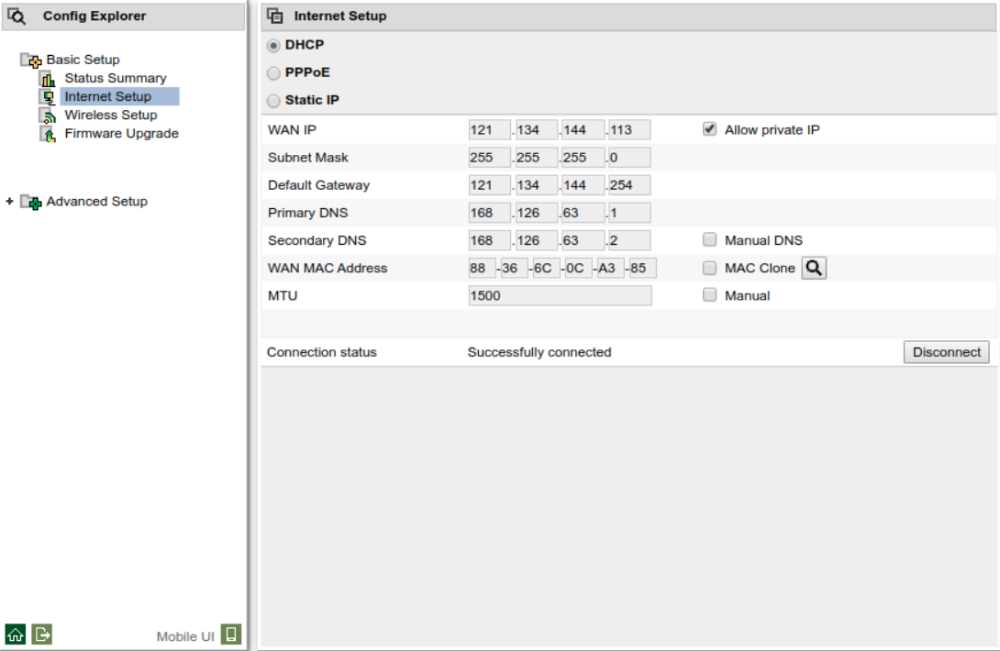 Config Explorer
Basic Setup
Status Summary
Internet Setup
Wireless Setup
Firmware Upgrade
+ Advanced Setup
Mobile UI
Internet Setup
DHCP
PPPoE
Static IP
WAN IP 121 .134 .144 .113 Allow private IP
Subnet Mask 255 .255 .255 .0
Default Gateway 121 .134 .144 .254
Primary DNS 168 .126 .63 .1
Secondary DNS 168 .126 .63 .2 Manual DNS
WAN MAC Address 88 -36 -6C -0C -A3 -85 MAC Clone
MTU 1500 Manual
Connection status Successfully connected Disconnect